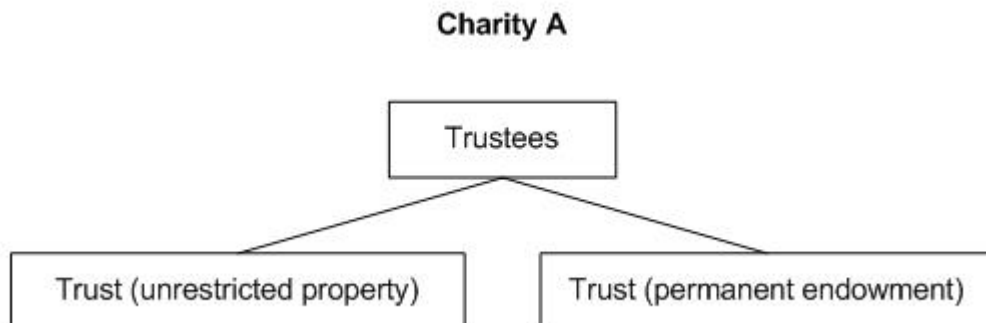 Charity A
Trustees
Trust (unrestricted property)
Trust (permanent endowment)